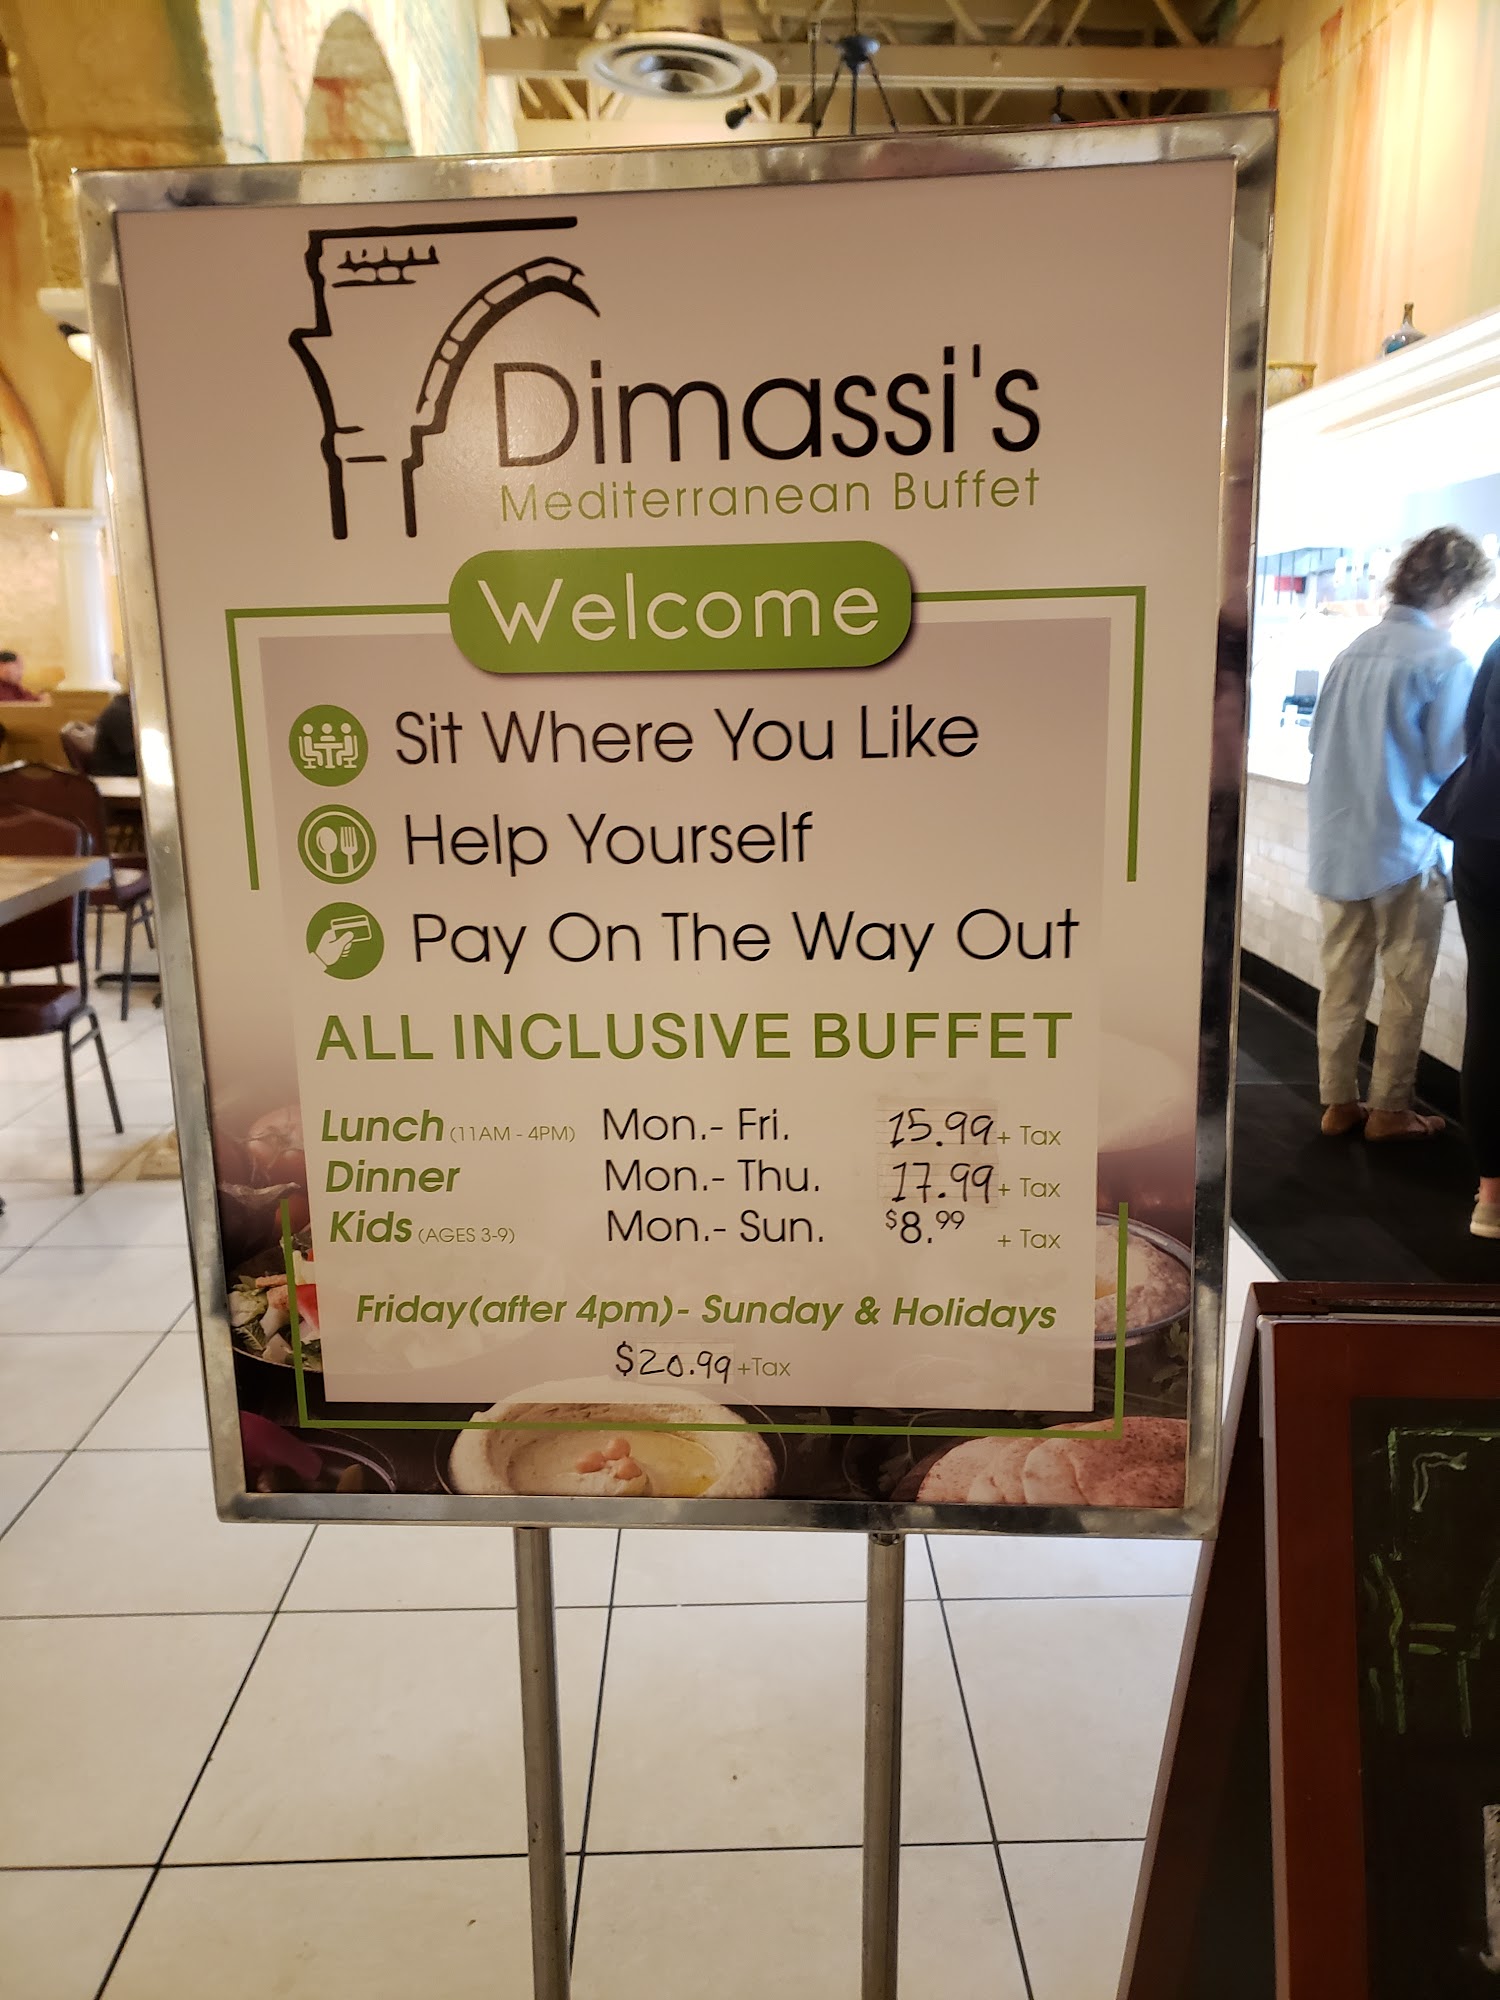 Dimassi's
Mediterranean Buffet
Welcome
Sit Where You Like
Help Yourself
Pay On The Way Out
ALL INCLUSIVE BUFFET
Lunch (11AM - 4PM) Mon.- Fri. 15.99 + Tax
Dinner Mon.- Thu. 17.99 + Tax
Kids (AGES 3-9) Mon.- Sun. $8.99 + Tax
Friday(after 4pm)- Sunday & Holidays
$20.99 +Tax